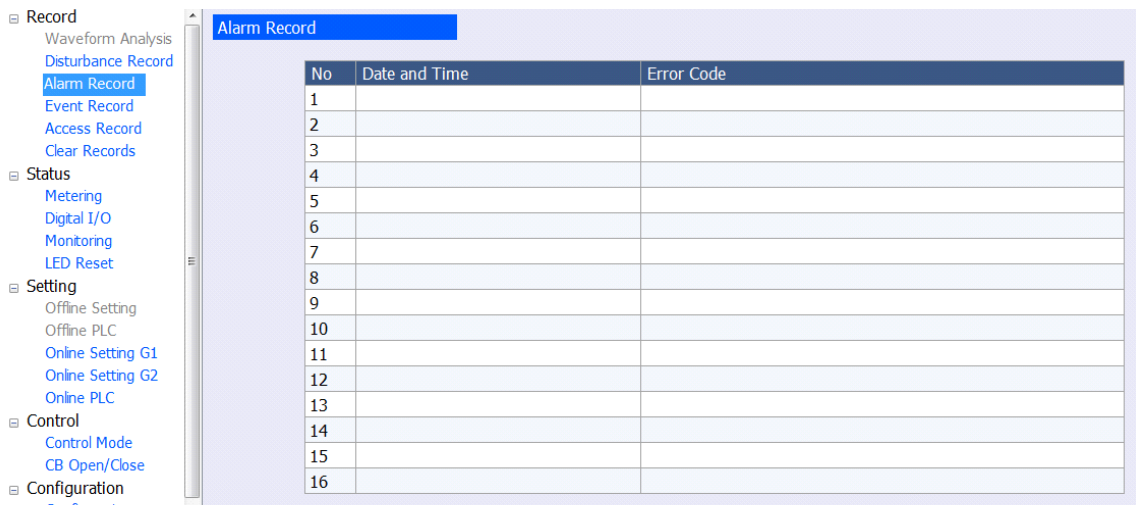 Record
Waveform Analysis
Disturbance Record
Alarm Record
Event Record
Access Record
Clear Records
Status
Metering
Digital I/O
Monitoring
LED Reset
Setting
Offline Setting
Offline PLC
Online Setting G1
Online Setting G2
Online PLC
Control
Control Mode
CB Open/Close
Configuration
Alarm Record
No Date and Time Error Code
1
2
3
4
5
6
7
8
9
10
11
12
13
14
15
16